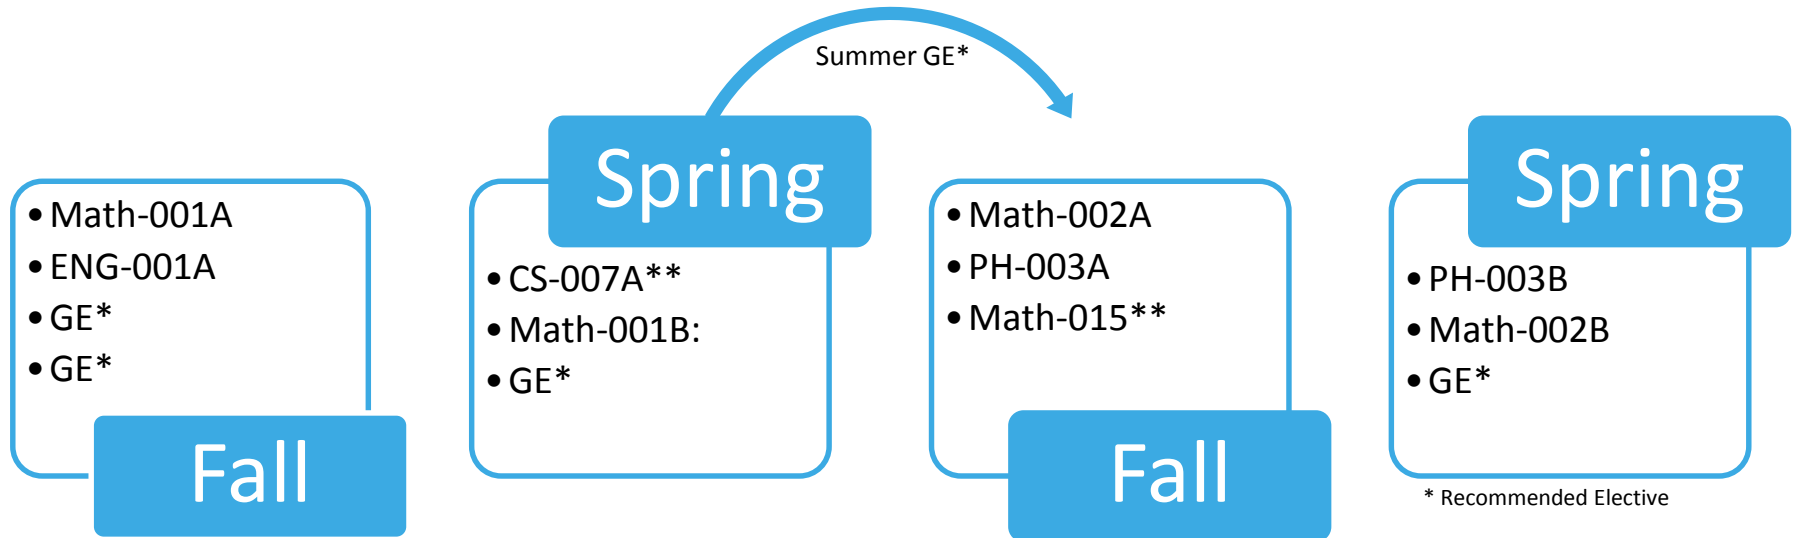 Summer GE*
• Math-001A
• ENG-001A
• GE*
• GE*
Fall
Spring
• CS-007A**
• Math-001B:
• GE*
• Math-002A
• PH-003A
• Math-015**
Fall
Spring
• PH-003B
• Math-002B
• GE*
* Recommended Elective